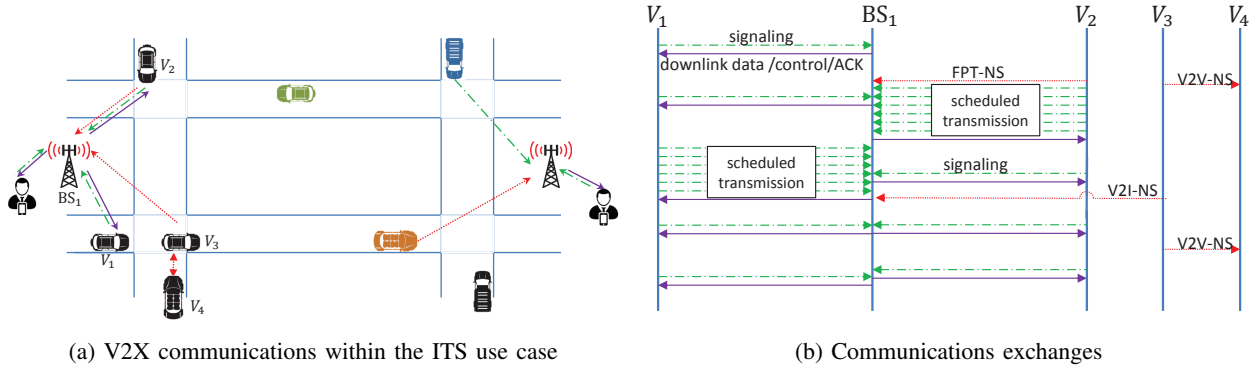 V₂
BS₁
V₁
V₃
V₄
(a) V2X communications within the ITS use case
V₁
BS₁
V₂
V₃
V₄
signaling
downlink data /control/ACK
FPT-NS
V2V-NS
scheduled
transmission
scheduled
transmission
signaling
V2I-NS
V2V-NS
(b) Communications exchanges